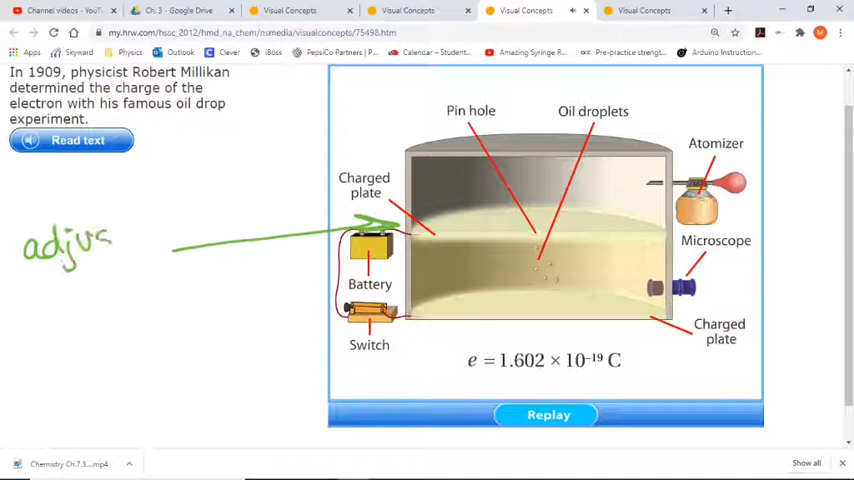 Channel videos - YouTu
Ch. 3 - Google Drive
Visual Concepts
Visual Concepts
Visual Concepts
Visual Concepts
my.hrw.com/hssc_2012/hmd_na_chem/nsmedia/visualconcepts/75498.htm
M
Apps
Skyward
Physics
Outlook
Clever
iBoss
PepsiCo Partners - P...
Calendar – Student...
Amazing Syringe R...
Pre-practice strengt...
Arduino Instruction...
In 1909, physicist Robert Millikan
determined the charge of the
electron with his famous oil drop
experiment.
Read text
adjus
Pin hole
Oil droplets
Atomizer
Charged
plate
Microscope
Battery
Switch
Charged
plate
e = 1.602 × 10⁻¹⁹ C
Replay
Chemistry Ch.7.3....mp4
Show all